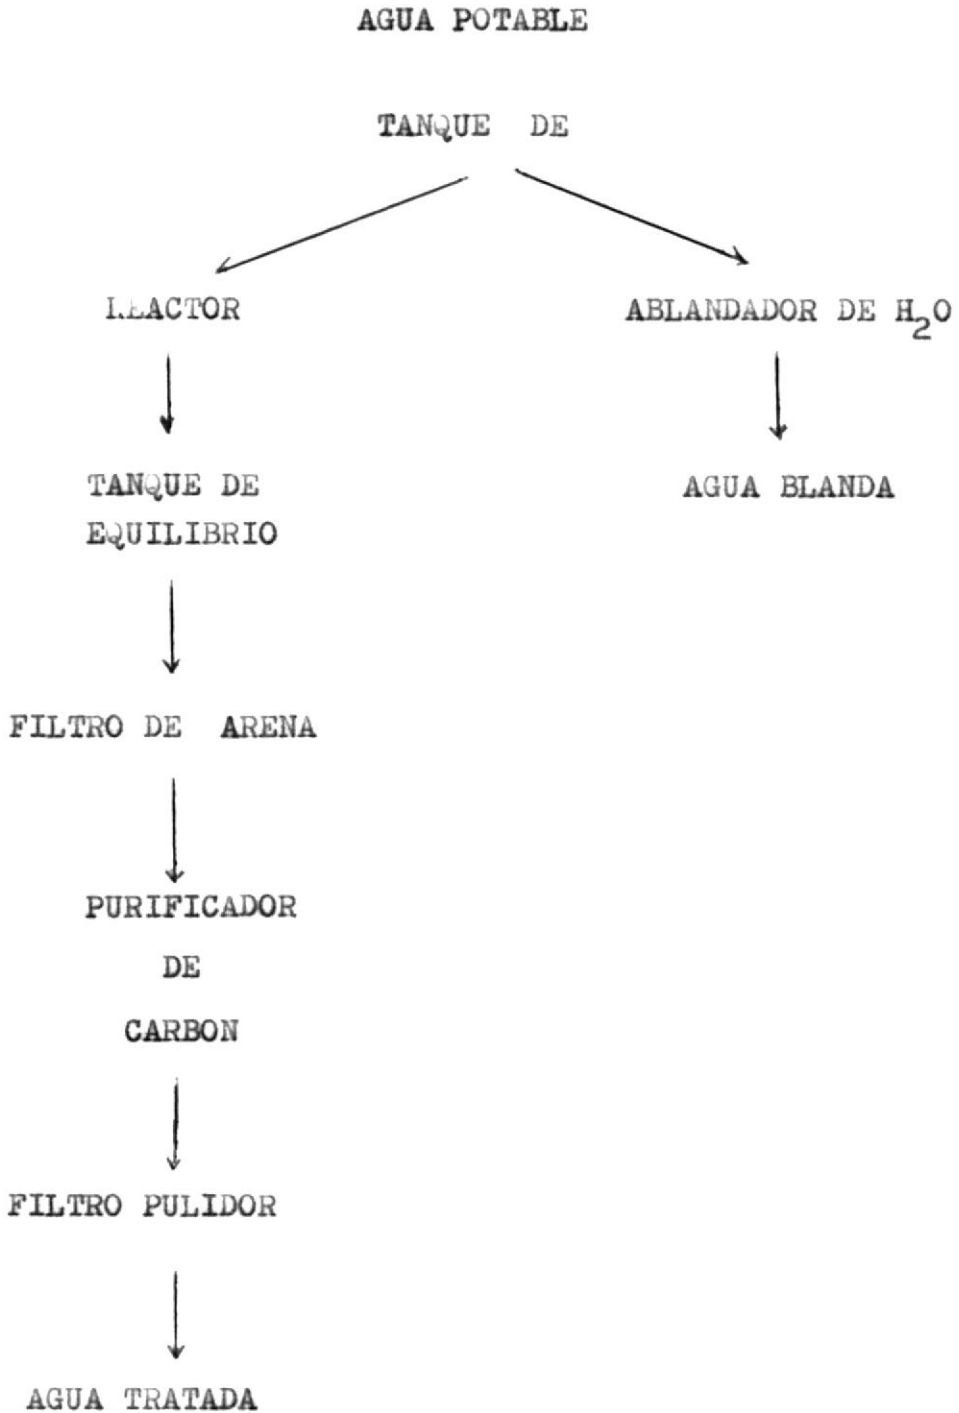 AGUA POTABLE
TANQUE DE
REACTOR
ABLANDADOR DE H₂O
TANQUE DE
EQUILIBRIO
AGUA BLANDA
FILTRO DE ARENA
PURIFICADOR
DE
CARBON
FILTRO PULIDOR
AGUA TRATADA